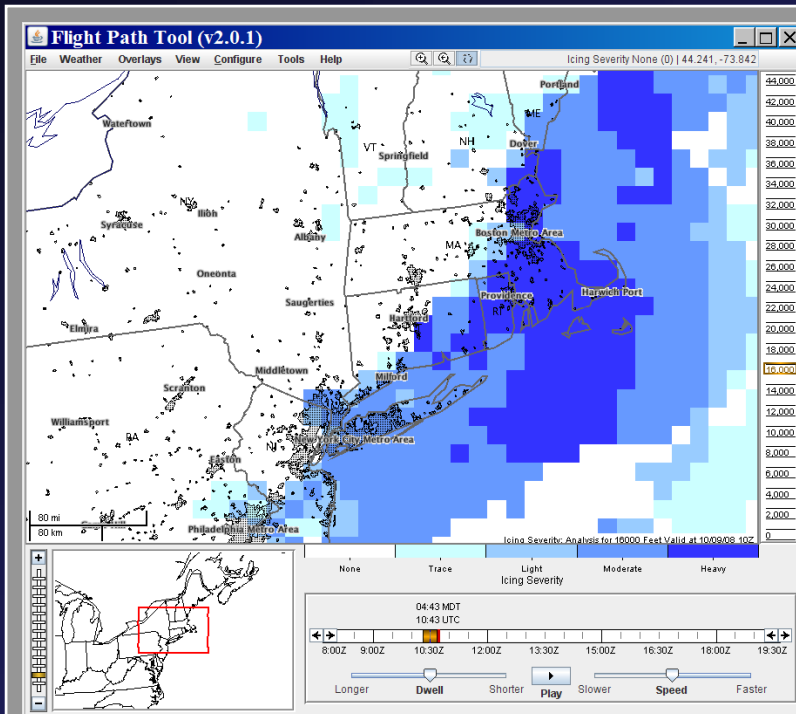 Flight Path Tool (v2.0.1)
File Weather Overlays View Configure Tools Help
Icing Severity None (0) | 44.241, -73.842
Portland
ME
Watertown
NH
Dover
VT
Springfield
NY
Ilion
Syracuse
Albany
Boston Metro Area
MA
Oneonta
Providence
Harwich Port
Saugerties
RI
Hartford
Elmira
Middletown
Milford
Scranton
Williamsport
PA
New York City Metro Area
NJ
Easton
Philadelphia Metro Area
80 mi
80 km
Icing Severity: Analysis for 16000 Feet Valid at 10/09/08 10Z
44,000
42,000
40,000
38,000
36,000
34,000
32,000
30,000
28,000
26,000
24,000
22,000
20,000
18,000
16,000
14,000
12,000
10,000
8,000
6,000
4,000
2,000
0
None Trace Light Moderate Heavy
Icing Severity
04:43 MDT
10:43 UTC
8:00Z 9:00Z 10:30Z 12:00Z 13:30Z 15:00Z 16:30Z 18:00Z 19:30Z
Longer Dwell Shorter Play Slower Speed Faster